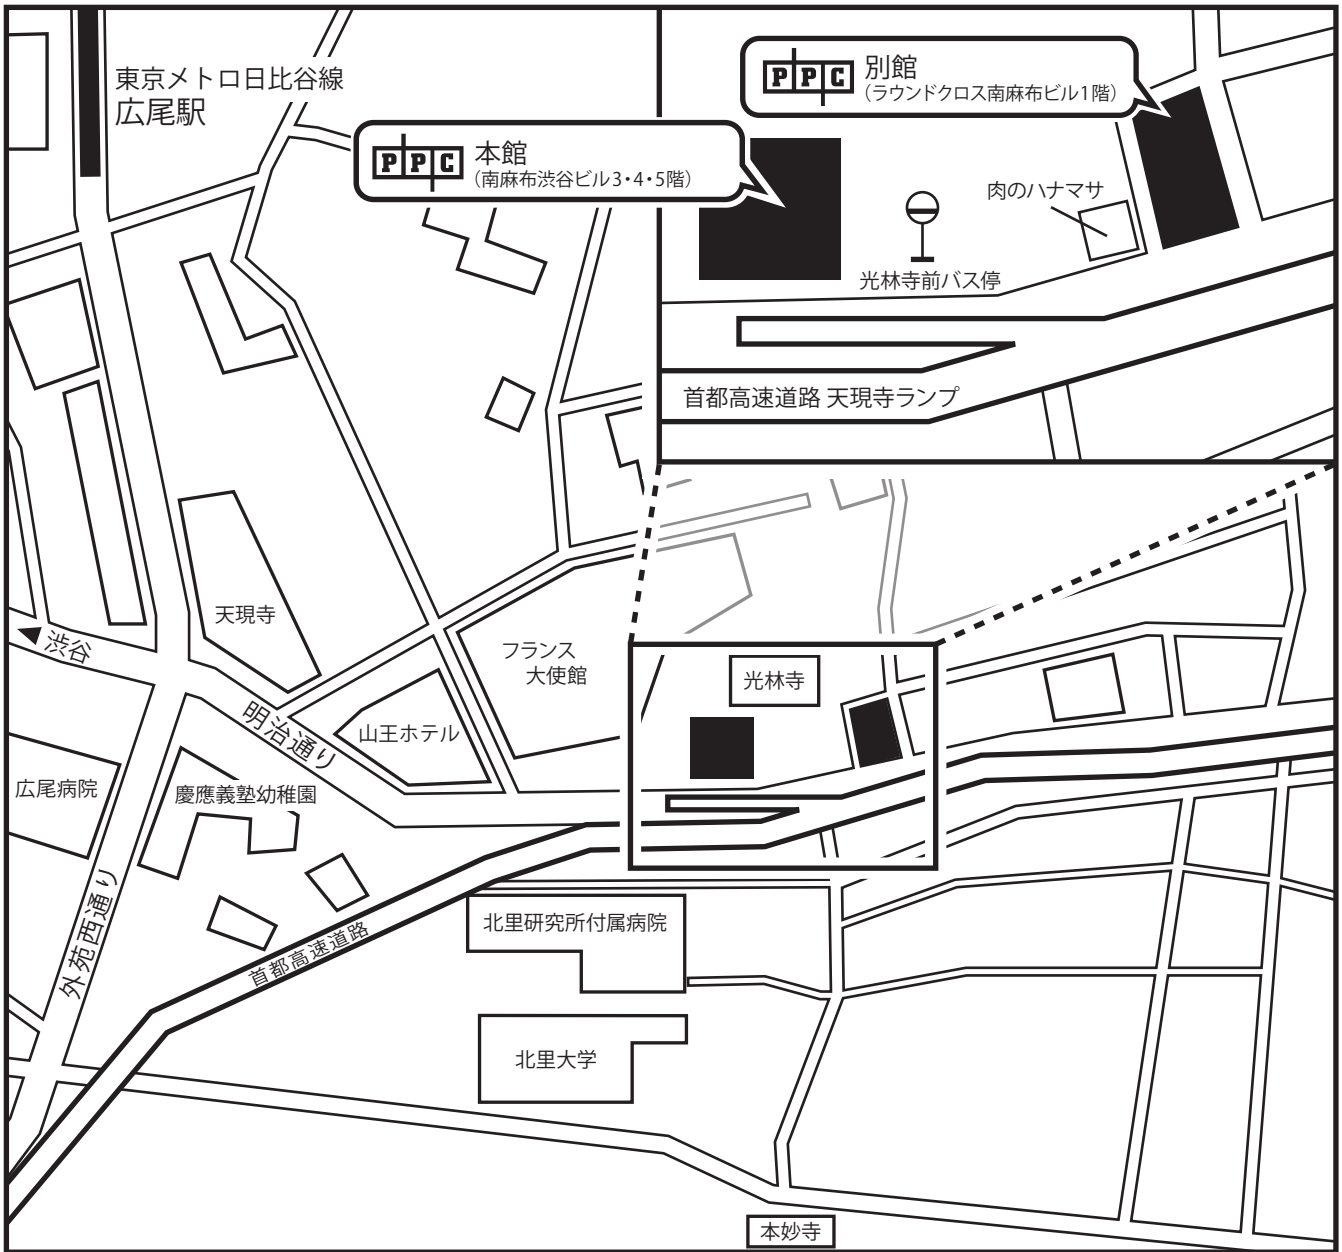 東京メトロ日比谷線
広尾駅
PPC 本館
(南麻布渋谷ビル3・4・5階)
PPC 別館
(ラウンドクロス南麻布ビル1階)
肉のハナマサ
光林寺前バス停
首都高速道路 天現寺ランプ
天現寺
渋谷
フランス
大使館
光林寺
明治通り
山王ホテル
広尾病院
慶應義塾幼稚園
外苑西通り
首都高速道路
北里研究所付属病院
北里大学
本妙寺